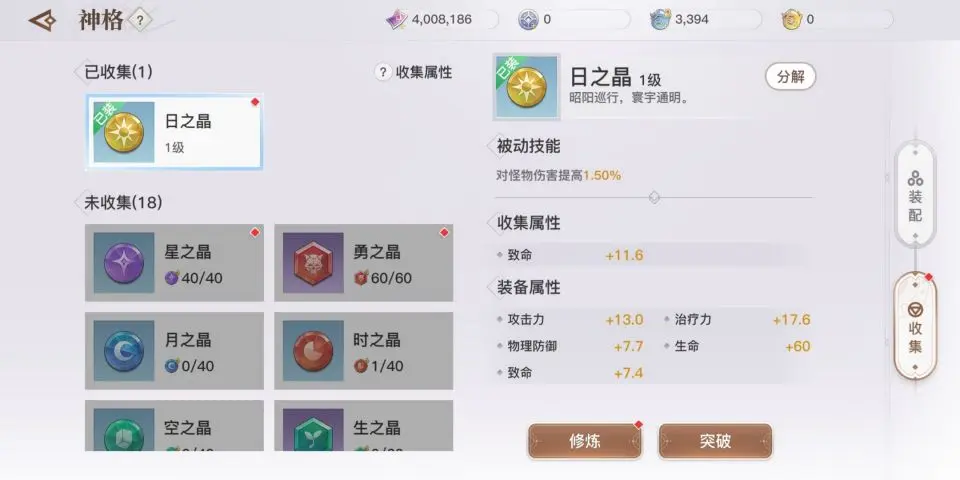 神格 ?
4,008,186
0
3,394
0
已收集(1)
? 收集属性
已装
日之晶
1级
未收集(18)
星之晶
40/40
勇之晶
60/60
月之晶
0/40
时之晶
1/40
空之晶
生之晶
已装
日之晶 1级
昭阳巡行，寰宇通明。
分解
被动技能
对怪物伤害提高1.50%
收集属性
致命 +11.6
装备属性
攻击力 +13.0 治疗力 +17.6
物理防御 +7.7 生命 +60
致命 +7.4
修炼
突破
装配
收集